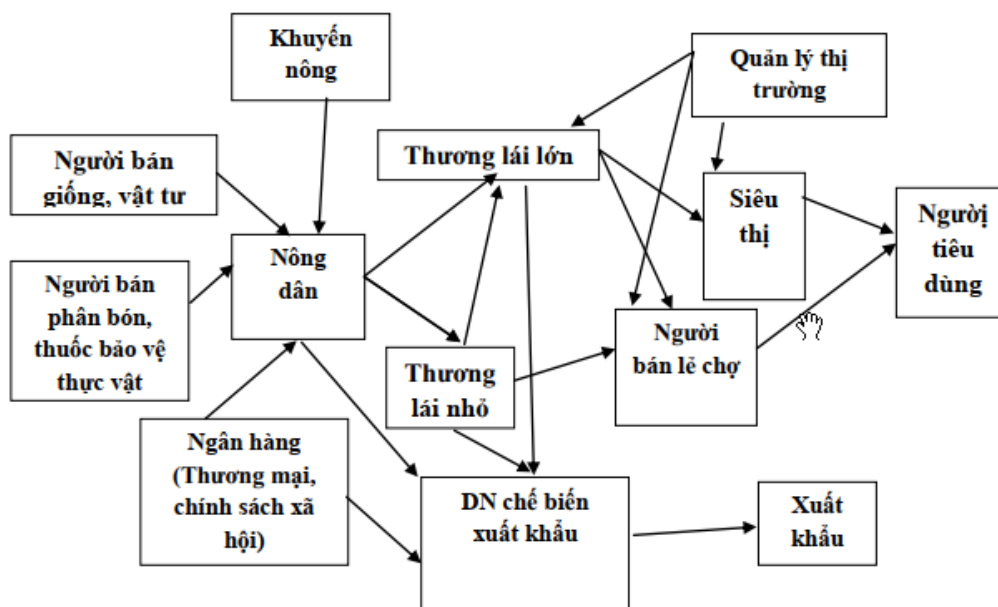 Khuyến
nông
Quản lý thị
trường
Thương lái lớn
Người bán
giống, vật tư
Siêu
thị
Người
tiêu
dùng
Nông
dân
Người bán
phân bón,
thuốc bảo vệ
thực vật
Người
bán lẻ chợ
Thương
lái nhỏ
Ngân hàng
(Thương mại,
chính sách xã
hội)
DN chế biến
xuất khẩu
Xuất
khẩu